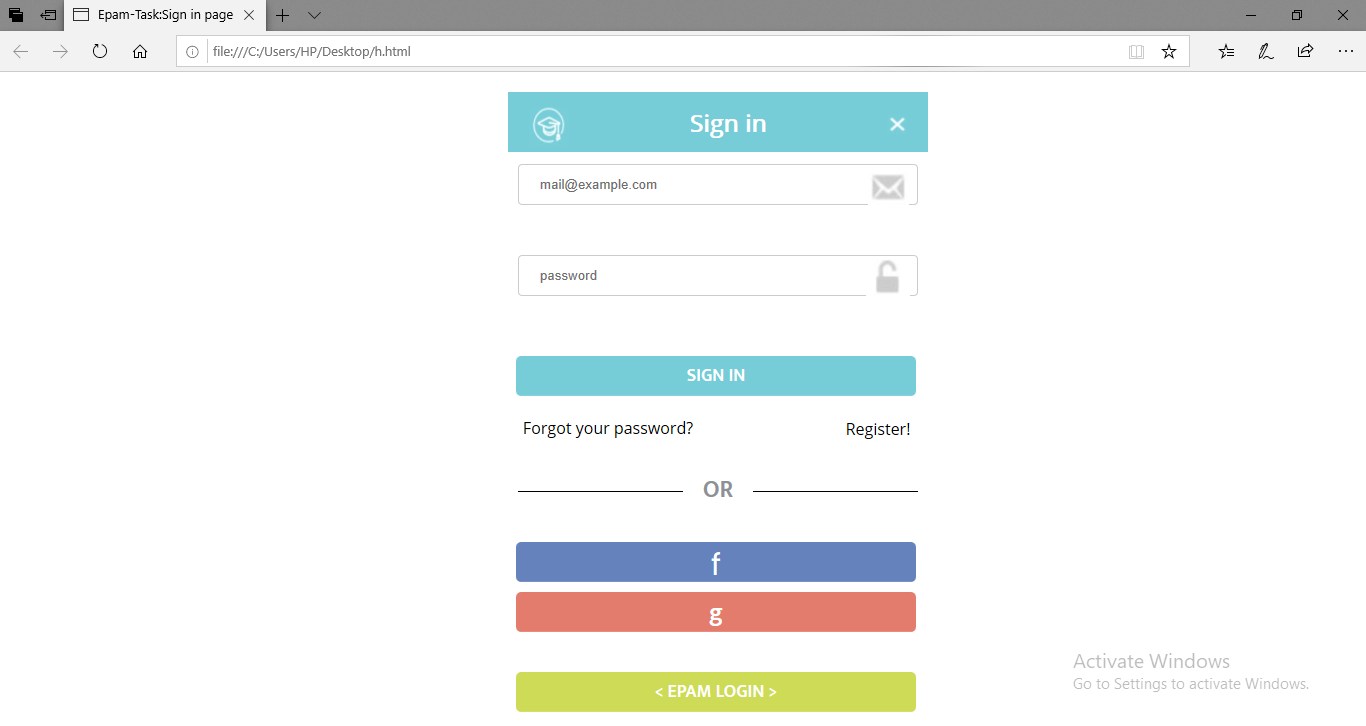 Epam-Task:Sign in page
file:///C:/Users/HP/Desktop/h.html
Sign in
mail@example.com
password
SIGN IN
Forgot your password? Register!
OR
f
g
< EPAM LOGIN >
Activate Windows
Go to Settings to activate Windows.